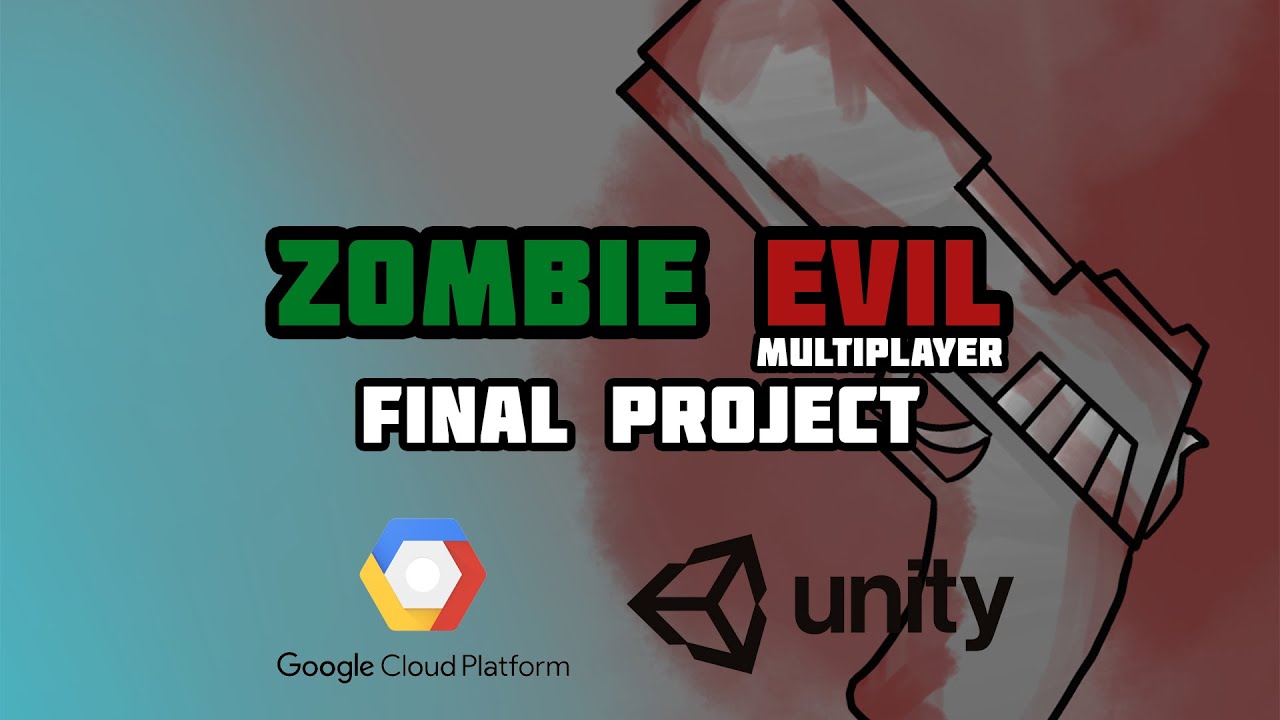 ZOMBIE EVIL
MULTIPLAYER
FINAL PROJECT
Google Cloud Platform
unity